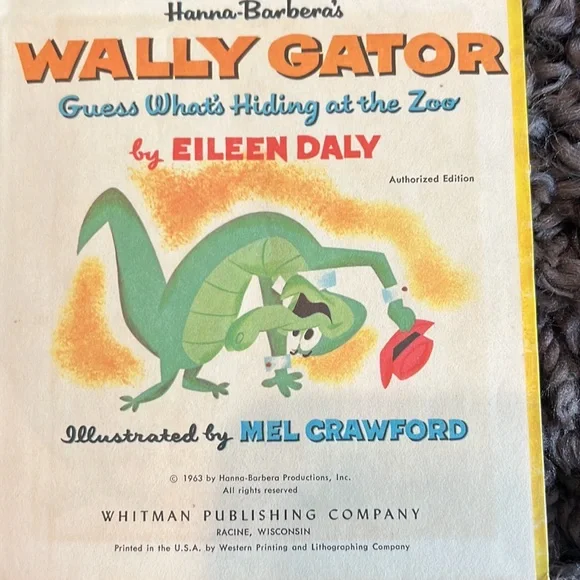 Hanna-Barbera's
WALLY GATOR
Guess What's Hiding at the Zoo
by EILEEN DALY
Authorized Edition
Illustrated by MEL CRAWFORD
© 1963 by Hanna-Barbera Productions, Inc.
All rights reserved
WHITMAN PUBLISHING COMPANY
RACINE, WISCONSIN
Printed in the U.S.A. by Western Printing and Lithographing Company